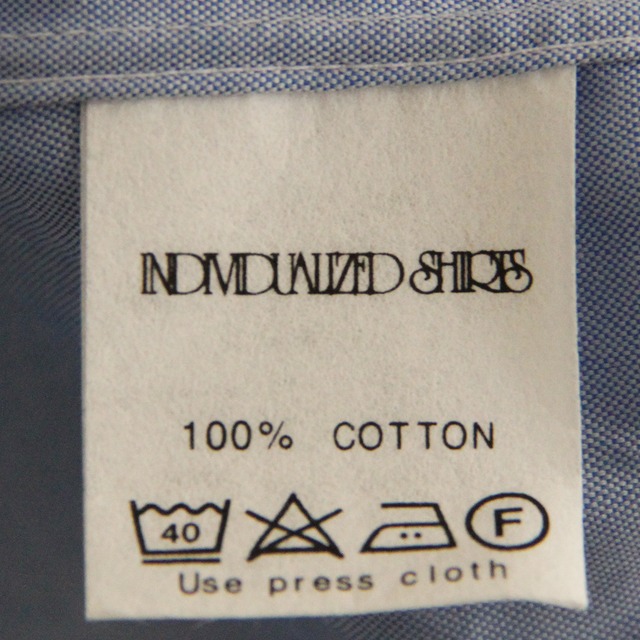 INDIVIDUALIZED SHIRTS
100% COTTON
40 F
Use press cloth